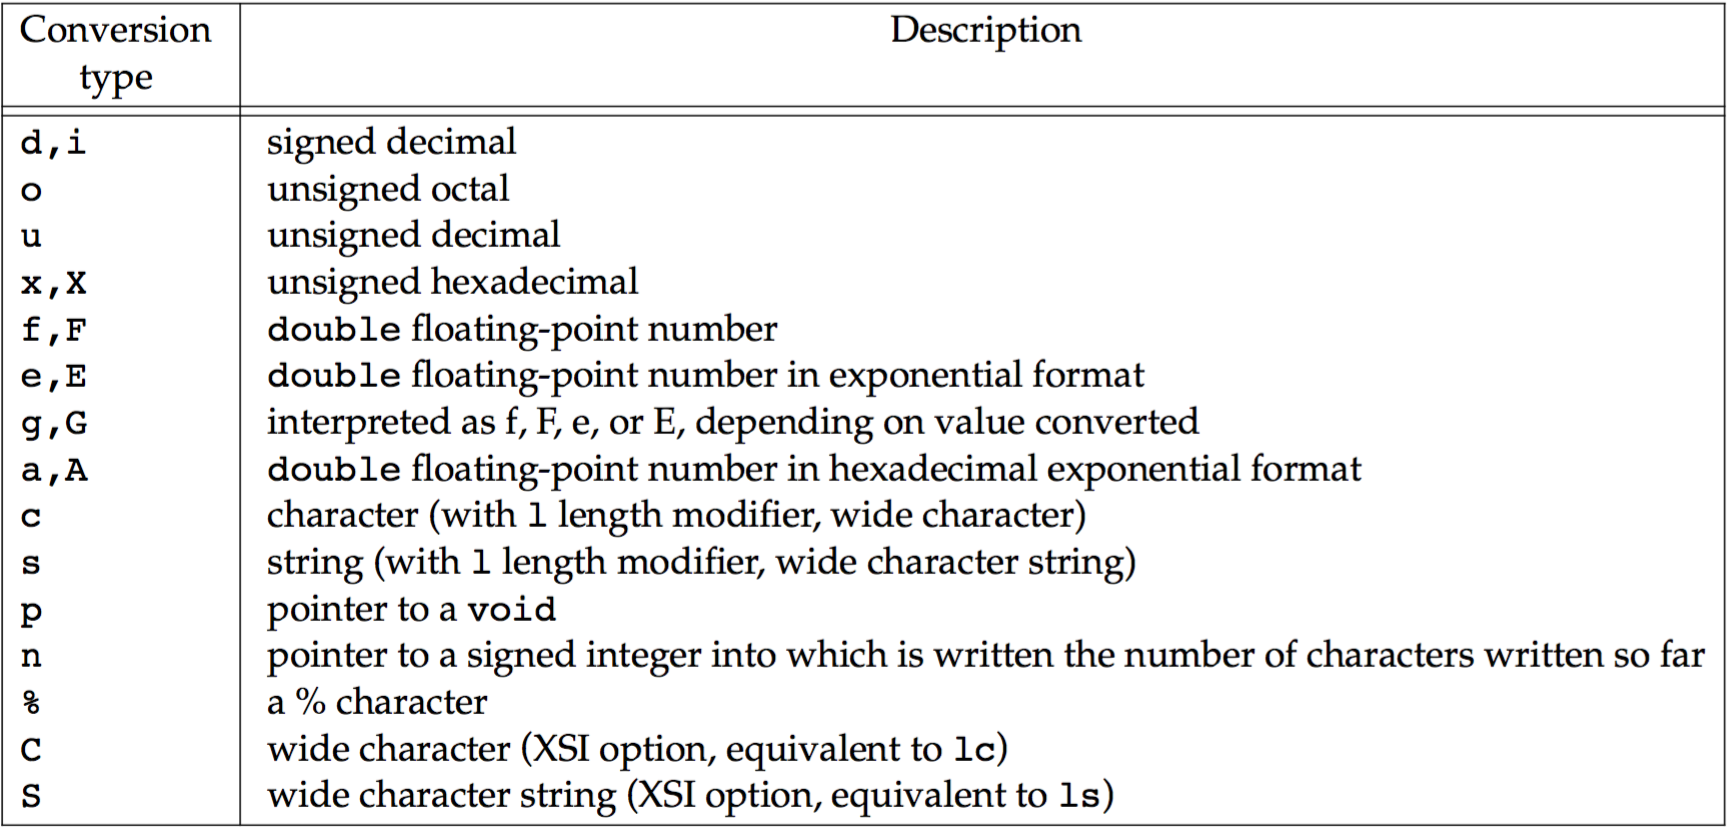 Conversion type Description
d,i signed decimal
o unsigned octal
u unsigned decimal
x,X unsigned hexadecimal
f,F double floating-point number
e,E double floating-point number in exponential format
g,G interpreted as f, F, e, or E, depending on value converted
a,A double floating-point number in hexadecimal exponential format
c character (with l length modifier, wide character)
s string (with l length modifier, wide character string)
p pointer to a void
n pointer to a signed integer into which is written the number of characters written so far
% a % character
C wide character (XSI option, equivalent to lc)
S wide character string (XSI option, equivalent to ls)